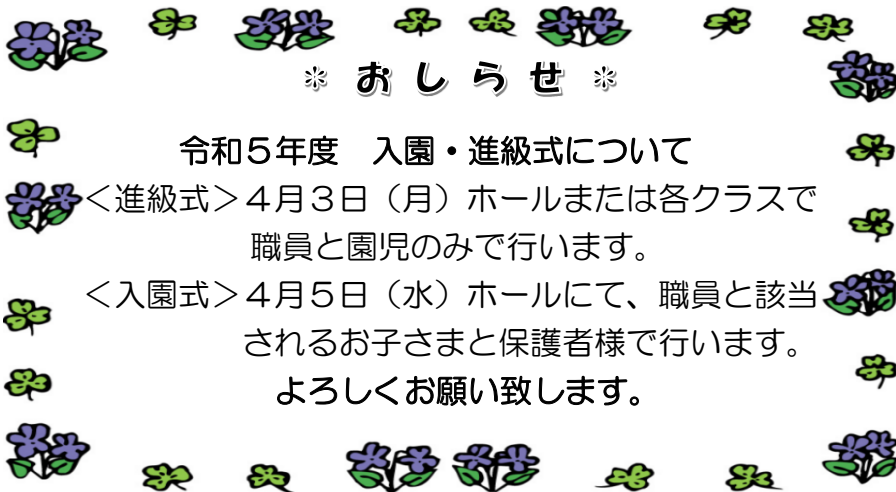 ＊ お し ら せ ＊
令和５年度　入園・進級式について
＜進級式＞４月３日（月）ホールまたは各クラスで
職員と園児のみで行います。
＜入園式＞４月５日（水）ホールにて、職員と該当
されるお子さまと保護者様で行います。
よろしくお願い致します。